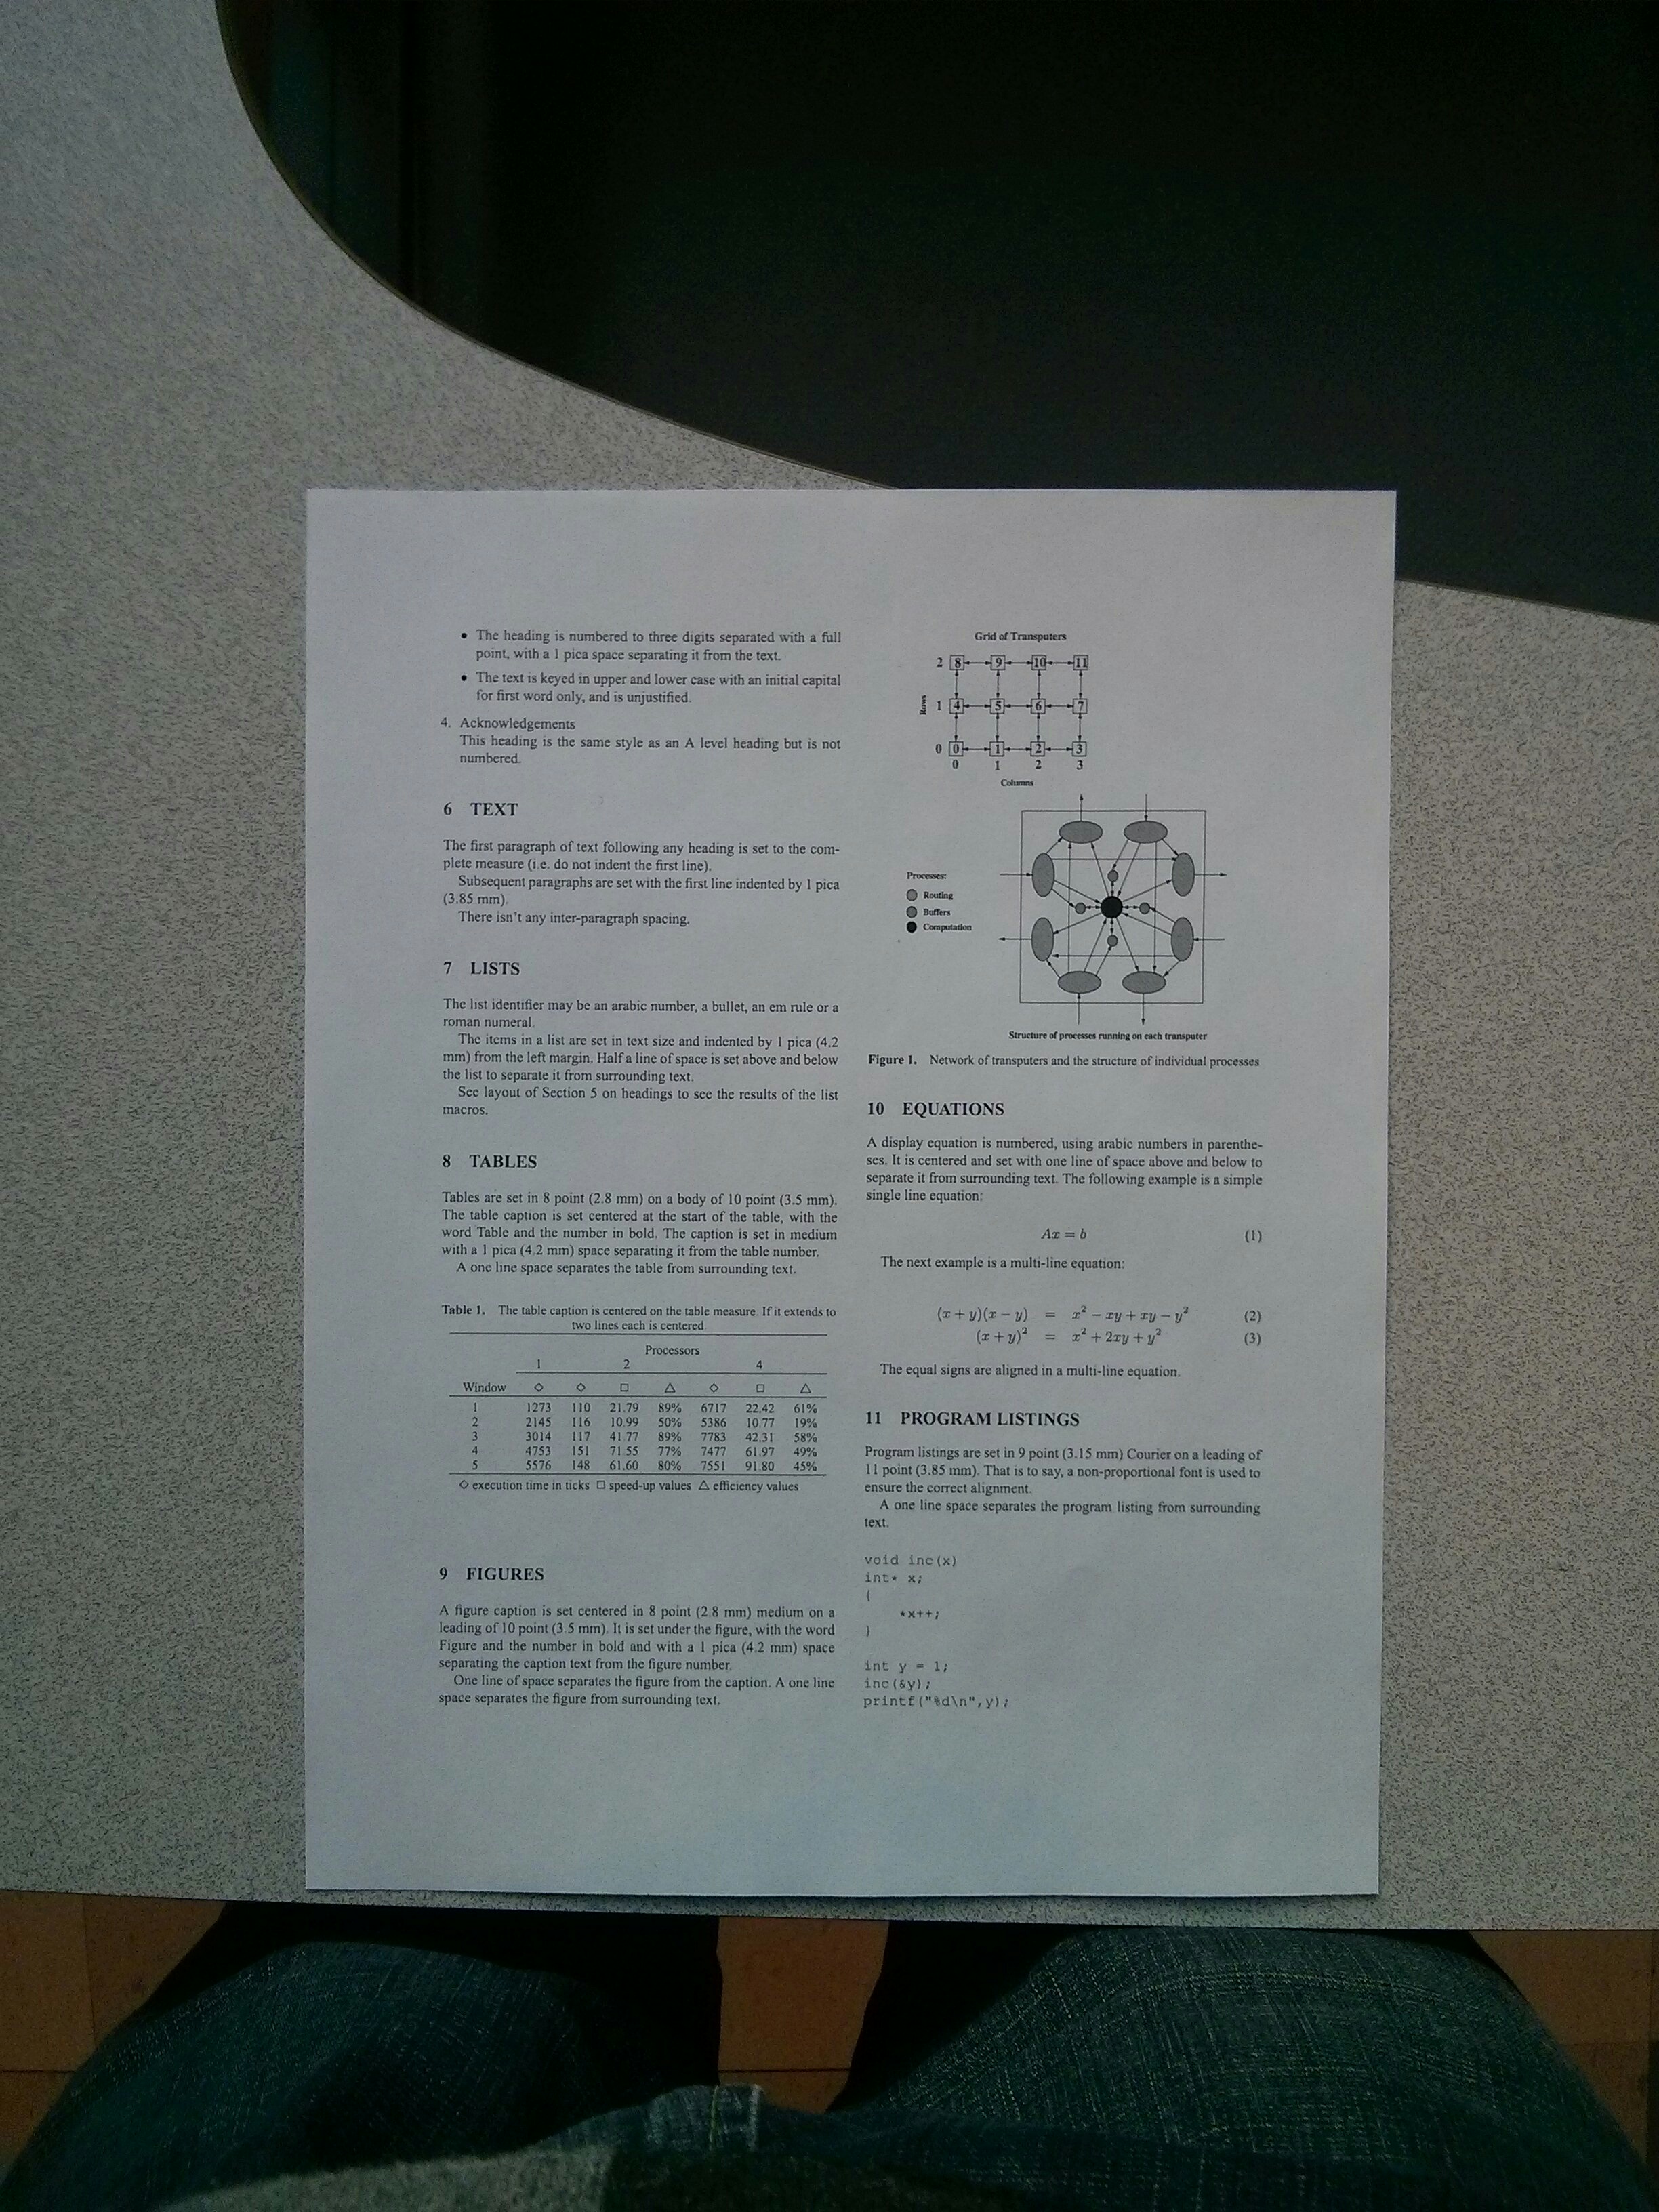 • The heading is numbered to three digits separated with a full
point, with a 1 pica space separating it from the text.
• The text is keyed in upper and lower case with an initial capital
for first word only, and is unjustified.
4. Acknowledgements
This heading is the same style as an A level heading but is not
numbered.
6 TEXT
The first paragraph of text following any heading is set to the com-
plete measure (i.e. do not indent the first line).
Subsequent paragraphs are set with the first line indented by 1 pica
(3.85 mm).
There isn't any inter-paragraph spacing.
7 LISTS
The list identifier may be an arabic number, a bullet, an em rule or a
roman numeral.
The items in a list are set in text size and indented by 1 pica (4.2
mm) from the left margin. Half a line of space is set above and below
the list to separate it from surrounding text.
See layout of Section 5 on headings to see the results of the list
macros.
8 TABLES
Tables are set in 8 point (2.8 mm) on a body of 10 point (3.5 mm).
The table caption is set centered at the start of the table, with the
word Table and the number in bold. The caption is set in medium
with a 1 pica (4.2 mm) space separating it from the table number.
A one line space separates the table from surrounding text.
Table 1. The table caption is centered on the table measure. If it extends to
two lines each is centered.
Processors
1 2 4
Window ◇ ◇ □ △ ◇ □ △
1 1273 110 21.79 89% 6717 22.42 61%
2 2145 116 10.99 50% 5386 10.77 19%
3 3014 117 41.77 89% 7783 42.31 58%
4 4753 151 71.55 77% 7477 61.97 49%
5 5576 148 61.60 80% 7551 91.80 45%
◇ execution time in ticks □ speed-up values △ efficiency values
9 FIGURES
A figure caption is set centered in 8 point (2.8 mm) medium on a
leading of 10 point (3.5 mm). It is set under the figure, with the word
Figure and the number in bold and with a 1 pica (4.2 mm) space
separating the caption text from the figure number.
One line of space separates the figure from the caption. A one line
space separates the figure from surrounding text.
Grid of Transputers
2 8 9 10 11
Rows
1 4 5 6 7
0 0 1 2 3
0 1 2 3
Columns
Processes:
Routing
Buffers
Computation
Structure of processes running on each transputer
Figure 1. Network of transputers and the structure of individual processes
10 EQUATIONS
A display equation is numbered, using arabic numbers in parenthe-
ses. It is centered and set with one line of space above and below to
separate it from surrounding text. The following example is a simple
single line equation:
Ax = b (1)
The next example is a multi-line equation:
(x + y)(x − y) = x² − xy + xy − y² (2)
(x + y)² = x² + 2xy + y² (3)
The equal signs are aligned in a multi-line equation.
11 PROGRAM LISTINGS
Program listings are set in 9 point (3.15 mm) Courier on a leading of
11 point (3.85 mm). That is to say, a non-proportional font is used to
ensure the correct alignment.
A one line space separates the program listing from surrounding
text.
void inc(x)
int* x;
{
*x++;
}
int y = 1;
inc(&y);
printf("%d\n",y);